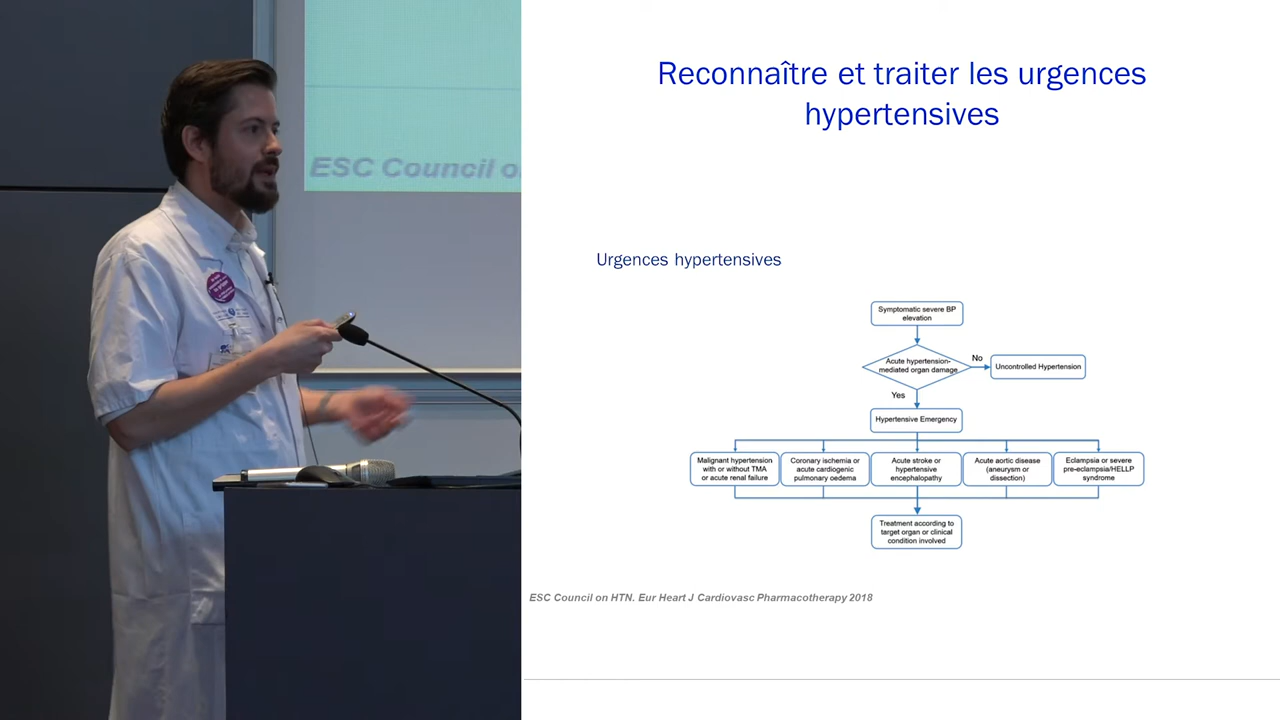 ESC Council o
Reconnaître et traiter les urgences
hypertensives
Urgences hypertensives
Symptomatic severe BP
elevation
Acute hypertension-
mediated organ damage
No
Uncontrolled Hypertension
Yes
Hypertensive Emergency
Malignant hypertension
with or without TMA
or acute renal failure
Coronary ischemia or
acute cardiogenic
pulmonary oedema
Acute stroke or
hypertensive
encephalopathy
Acute aortic disease
(aneurysm or
dissection)
Eclampsia or severe
pre-eclampsia/HELLP
syndrome
Treatment according to
target organ or clinical
condition involved
ESC Council on HTN. Eur Heart J Cardiovasc Pharmacotherapy 2018